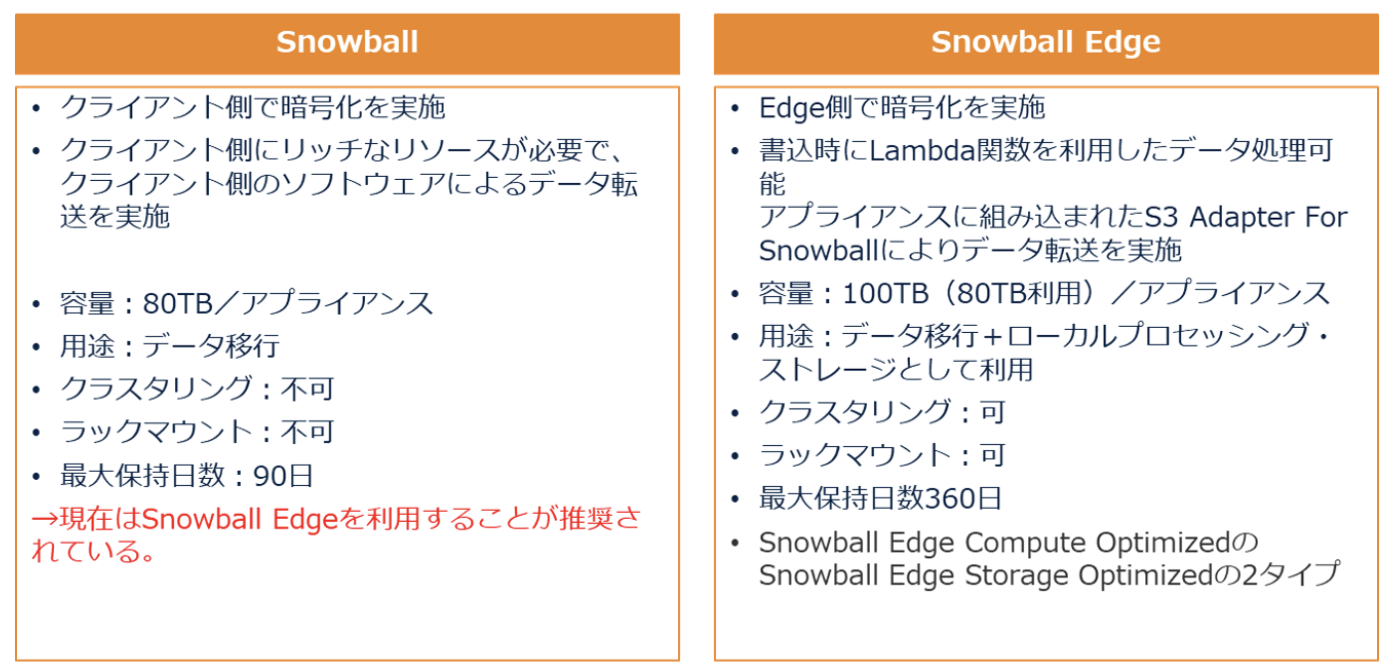 Snowball
• クライアント側で暗号化を実施
• クライアント側にリッチなリソースが必要で、
クライアント側のソフトウェアによるデータ転
送を実施
• 容量：80TB／アプライアンス
• 用途：データ移行
• クラスタリング：不可
• ラックマウント：不可
• 最大保持日数：90日
→現在はSnowball Edgeを利用することが推奨さ
れている。
Snowball Edge
• Edge側で暗号化を実施
• 書込時にLambda関数を利用したデータ処理可
能
アプライアンスに組み込まれたS3 Adapter For
Snowballによりデータ転送を実施
• 容量：100TB（80TB利用）／アプライアンス
• 用途：データ移行＋ローカルプロセッシング・
ストレージとして利用
• クラスタリング：可
• ラックマウント：可
• 最大保持日数360日
• Snowball Edge Compute Optimizedの
Snowball Edge Storage Optimizedの2タイプ